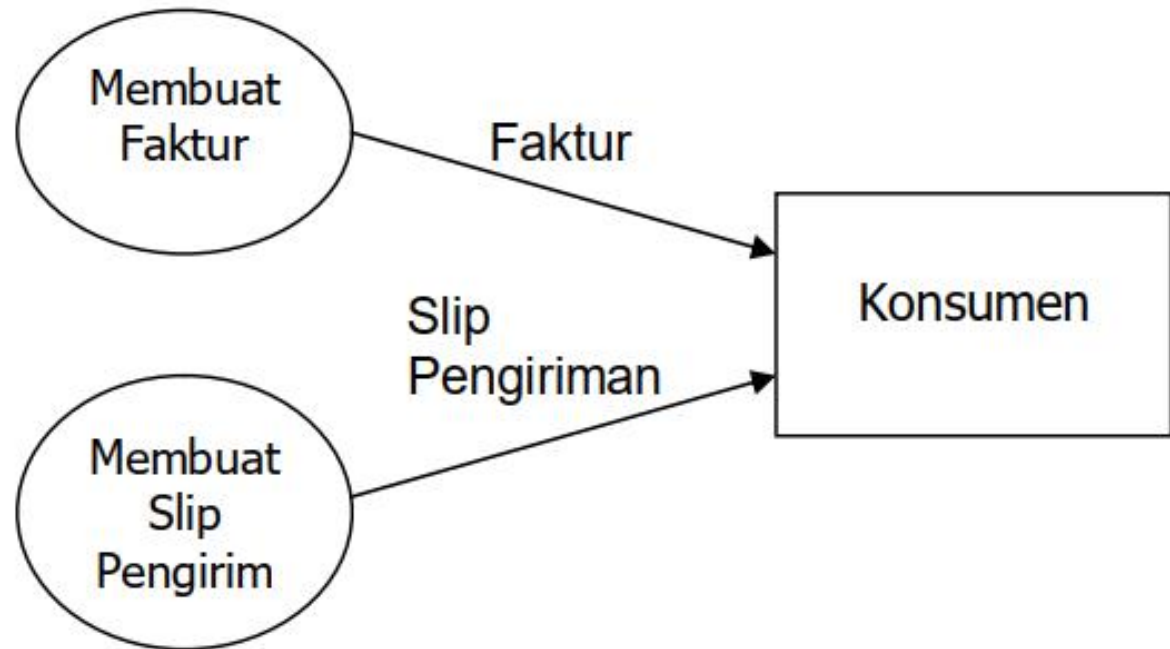 Membuat
Faktur
Faktur
Konsumen
Slip
Pengiriman
Membuat
Slip
Pengirim